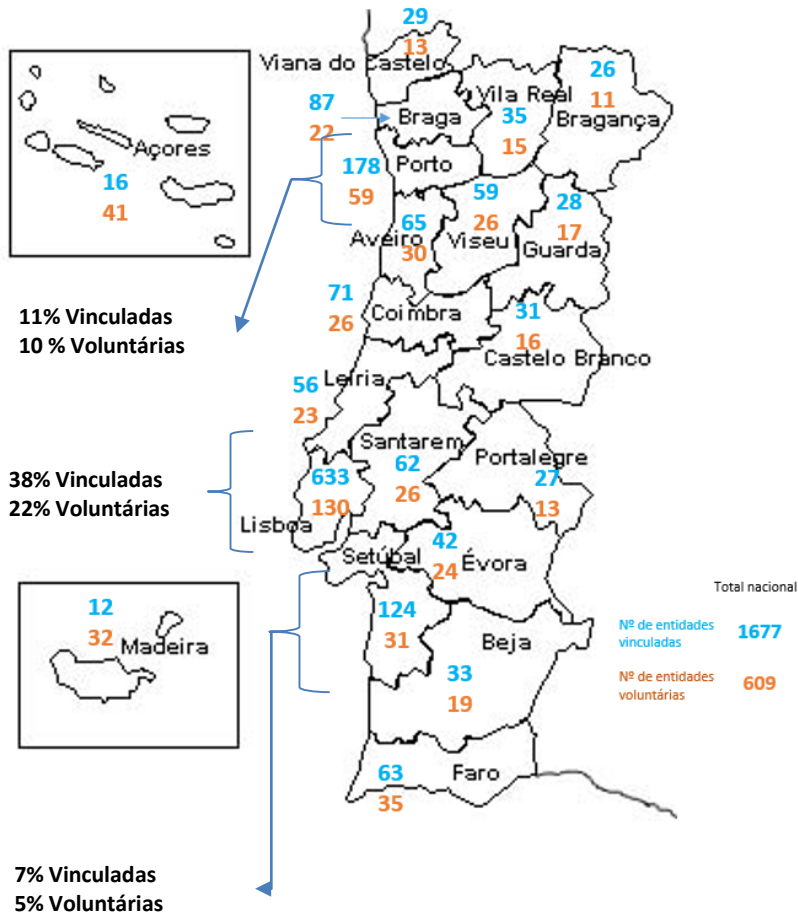 29
13
Viana do Castelo
26
11
Bragança
Vila Real
35
15
87
22
Braga
Açores
16
41
Porto
178
59
59
26
Viseu
28
17
Guarda
65
Aveiro
30
11% Vinculadas
10 % Voluntárias
71
26
Coimbra
31
16
Castelo Branco
Leiria
56
23
Santarem
62
26
Portalegre
27
13
38% Vinculadas
22% Voluntárias
633
130
Lisboa
Setúbal
42
24
Évora
12
32
Madeira
124
31
Beja
33
19
Total nacional
Nº de entidades
vinculadas
1677
Nº de entidades
voluntárias
609
63
35
Faro
7% Vinculadas
5% Voluntárias